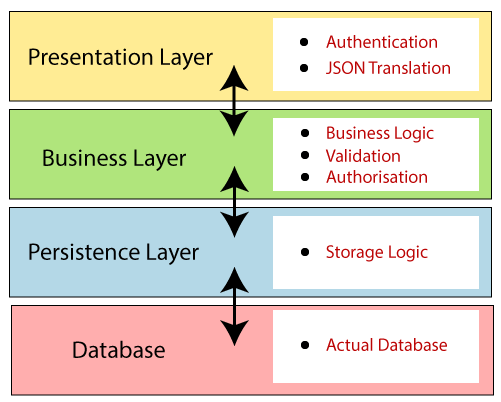 Presentation Layer
Authentication
JSON Translation
Business Layer
Business Logic
Validation
Authorisation
Persistence Layer
Storage Logic
Database
Actual Database